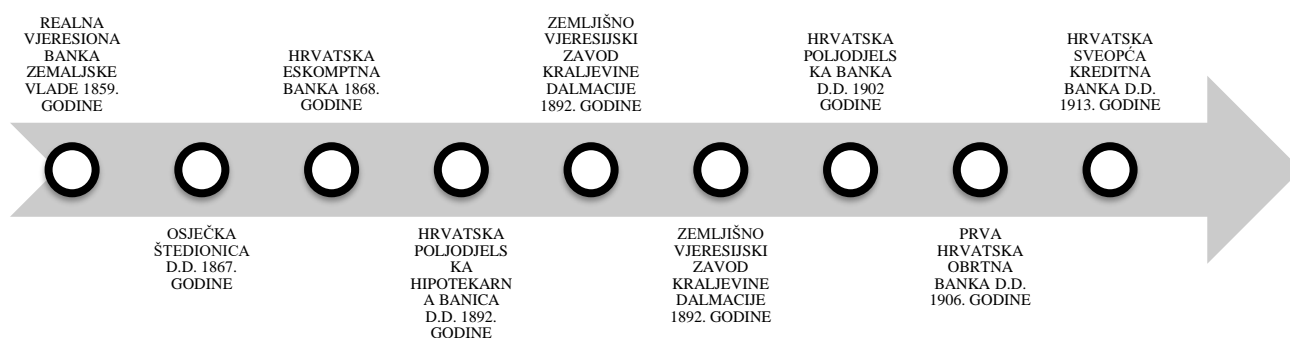 REALNA
VJERESIONA
BANKA
ZEMALJSKE
VLADE 1859.
GODINE
OSJEČKA
ŠTEDIONICA
D.D. 1867.
GODINE
HRVATSKA
ESKOMPTNA
BANKA 1868.
GODINE
HRVATSKA
POLJODJELS
KA
HIPOTEKARN
A BANICA
D.D. 1892.
GODINE
ZEMLJIŠNO
VJERESIJSKI
ZAVOD
KRALJEVINE
DALMACIJE
1892. GODINE
ZEMLJIŠNO
VJERESIJSKI
ZAVOD
KRALJEVINE
DALMACIJE
1892. GODINE
HRVATSKA
POLJODJELS
KA BANKA
D.D. 1902
GODINE
PRVA
HRVATSKA
OBRTNA
BANKA D.D.
1906. GODINE
HRVATSKA
SVEOPĆA
KREDITNA
BANKA D.D.
1913. GODINE